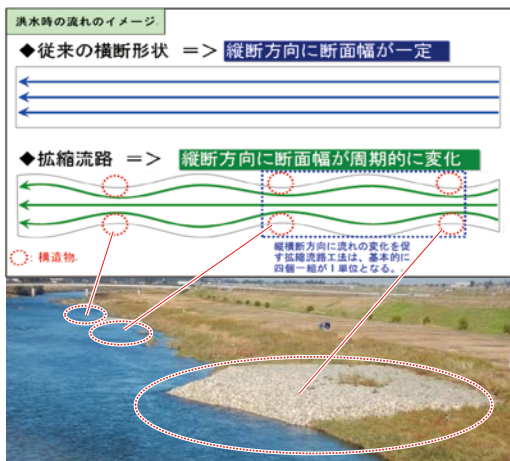 洪水時の流れのイメージ.
◆従来の横断形状 => 縦断方向に断面幅が一定
◆拡縮流路 => 縦断方向に断面幅が周期的に変化
縦横断方向に流れの変化を促
す拡縮流路工法は、基本的に
四個一組が1単位となる。.
: 構造物.